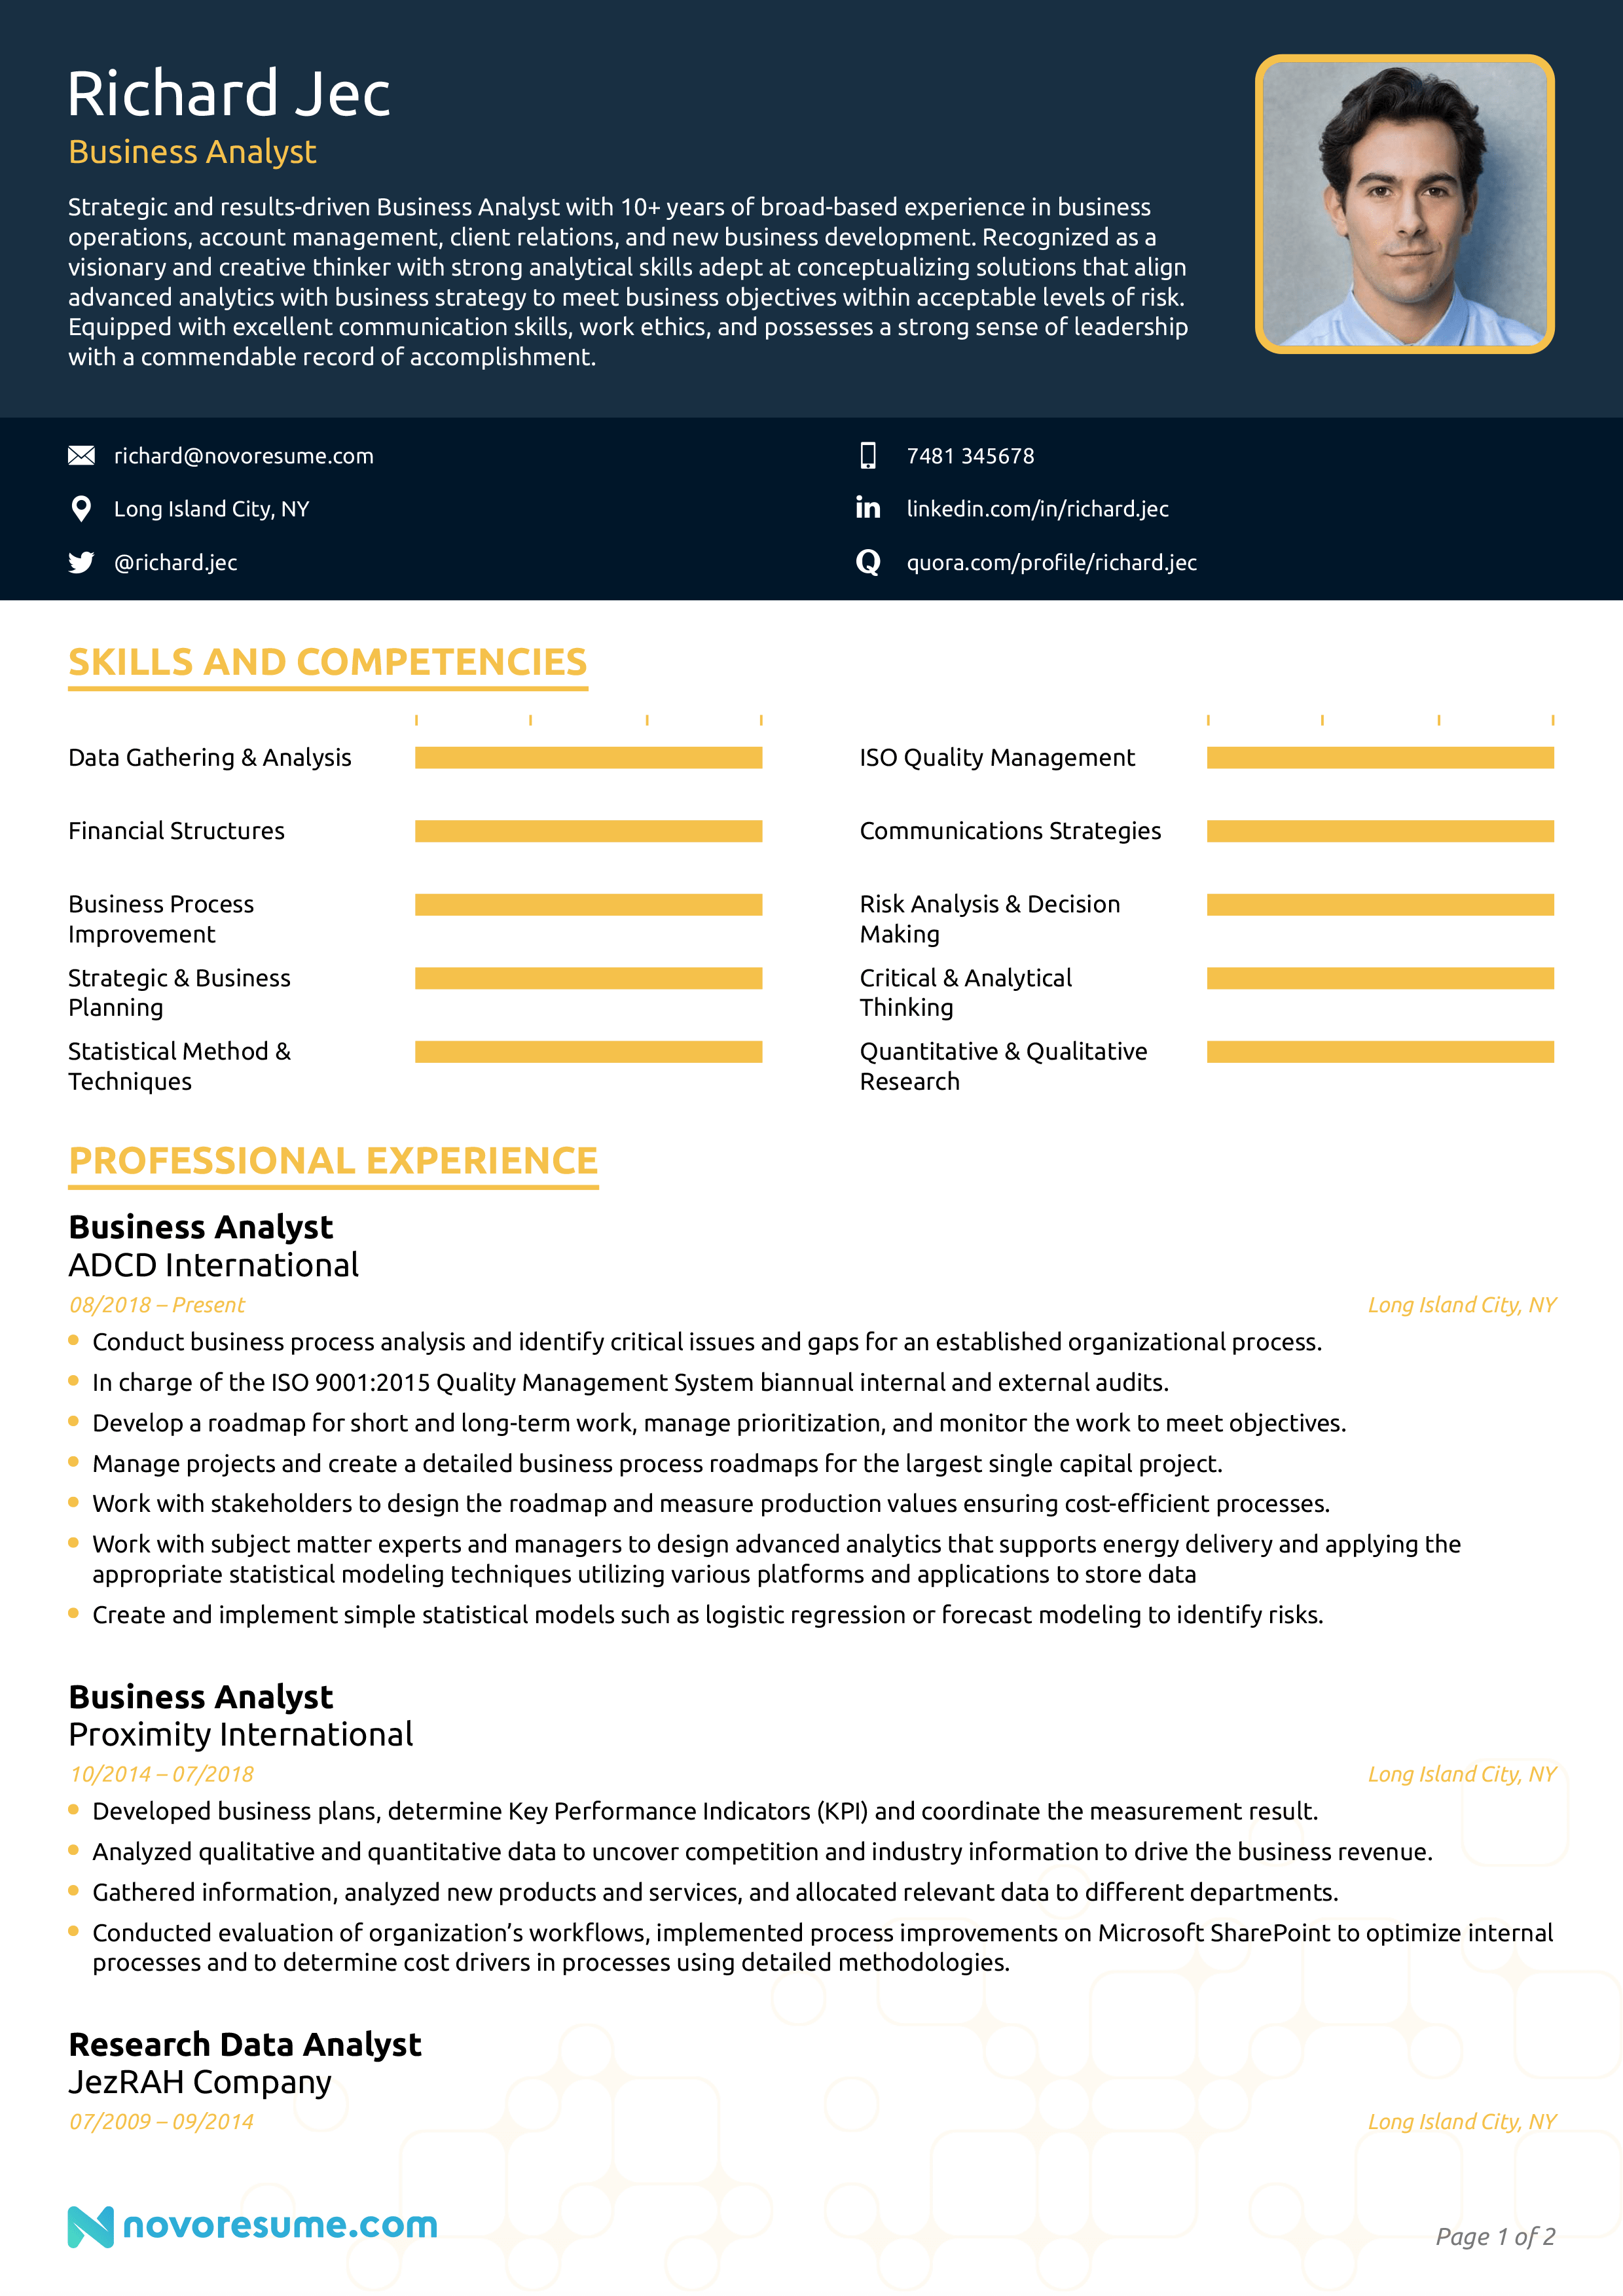 Richard Jec
Business Analyst
Strategic and results-driven Business Analyst with 10+ years of broad-based experience in business
operations, account management, client relations, and new business development. Recognized as a
visionary and creative thinker with strong analytical skills adept at conceptualizing solutions that align
advanced analytics with business strategy to meet business objectives within acceptable levels of risk.
Equipped with excellent communication skills, work ethics, and possesses a strong sense of leadership
with a commendable record of accomplishment.
richard@novoresume.com
7481 345678
Long Island City, NY
linkedin.com/in/richard.jec
@richard.jec
quora.com/profile/richard.jec
SKILLS AND COMPETENCIES
Data Gathering & Analysis
ISO Quality Management
Financial Structures
Communications Strategies
Business Process
Improvement
Risk Analysis & Decision
Making
Strategic & Business
Planning
Critical & Analytical
Thinking
Statistical Method &
Techniques
Quantitative & Qualitative
Research
PROFESSIONAL EXPERIENCE
Business Analyst
ADCD International
08/2018 – Present
Long Island City, NY
Conduct business process analysis and identify critical issues and gaps for an established organizational process.
In charge of the ISO 9001:2015 Quality Management System biannual internal and external audits.
Develop a roadmap for short and long-term work, manage prioritization, and monitor the work to meet objectives.
Manage projects and create a detailed business process roadmaps for the largest single capital project.
Work with stakeholders to design the roadmap and measure production values ensuring cost-efficient processes.
Work with subject matter experts and managers to design advanced analytics that supports energy delivery and applying the
appropriate statistical modeling techniques utilizing various platforms and applications to store data
Create and implement simple statistical models such as logistic regression or forecast modeling to identify risks.
Business Analyst
Proximity International
10/2014 – 07/2018
Long Island City, NY
Developed business plans, determine Key Performance Indicators (KPI) and coordinate the measurement result.
Analyzed qualitative and quantitative data to uncover competition and industry information to drive the business revenue.
Gathered information, analyzed new products and services, and allocated relevant data to different departments.
Conducted evaluation of organization’s workflows, implemented process improvements on Microsoft SharePoint to optimize internal
processes and to determine cost drivers in processes using detailed methodologies.
Research Data Analyst
JezRAH Company
07/2009 – 09/2014
Long Island City, NY
novoresume.com
Page 1 of 2